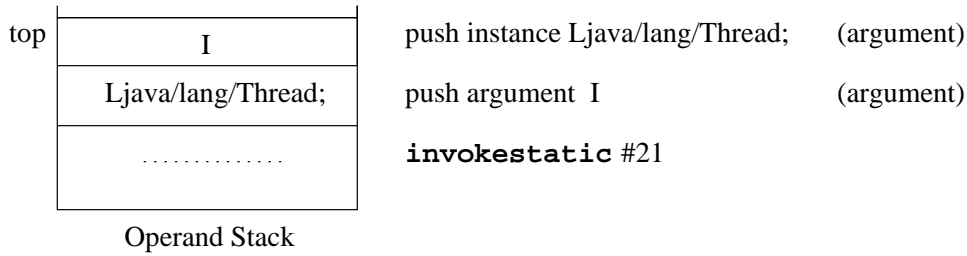 top I push instance Ljava/lang/Thread; (argument)
Ljava/lang/Thread; push argument I (argument)
.............. invokestatic #21
Operand Stack